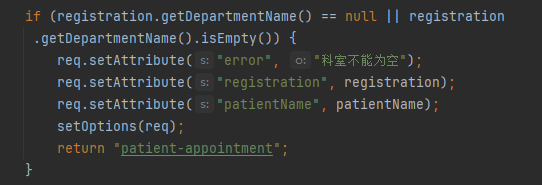 if (registration.getDepartmentName() == null || registration
.getDepartmentName().isEmpty()) {
req.setAttribute( s: "error", o: "科室不能为空");
req.setAttribute( s: "registration", registration);
req.setAttribute( s: "patientName", patientName);
setOptions(req);
return "patient-appointment";
}